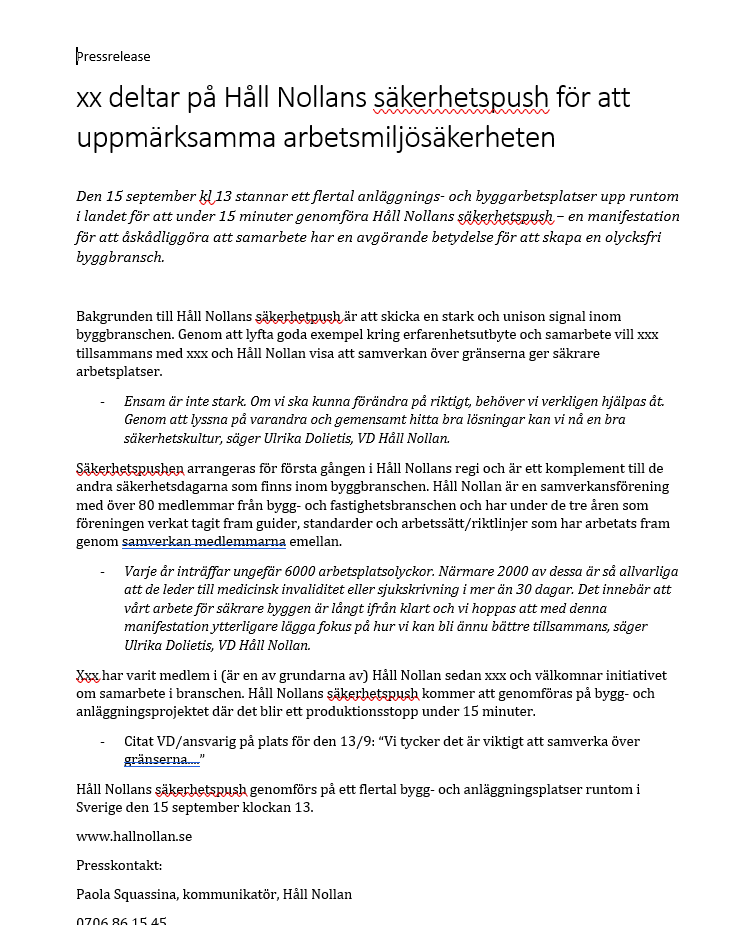 Pressrelease
xx deltar på Håll Nollans säkerhetspush för att
uppmärksamma arbetsmiljösäkerheten
Den 15 september kl 13 stannar ett flertal anläggnings- och byggarbetsplatser upp runtom
i landet för att under 15 minuter genomföra Håll Nollans säkerhetspush – en manifestation
för att åskådliggöra att samarbete har en avgörande betydelse för att skapa en olycksfri
byggbransch.
Bakgrunden till Håll Nollans säkerhetpush är att skicka en stark och unison signal inom
byggbranschen. Genom att lyfta goda exempel kring erfarenhetsutbyte och samarbete vill xxx
tillsammans med xxx och Håll Nollan visa att samverkan över gränserna ger säkrare
arbetsplatser.
- Ensam är inte stark. Om vi ska kunna förändra på riktigt, behöver vi verkligen hjälpas åt.
Genom att lyssna på varandra och gemensamt hitta bra lösningar kan vi nå en bra
säkerhetskultur, säger Ulrika Dolietis, VD Håll Nollan.
Säkerhetspushen arrangeras för första gången i Håll Nollans regi och är ett komplement till de
andra säkerhetsdagarna som finns inom byggbranschen. Håll Nollan är en samverkansförening
med över 80 medlemmar från bygg- och fastighetsbranschen och har under de tre åren som
föreningen verkat tagit fram guider, standarder och arbetssätt/riktlinjer som har arbetats fram
genom samverkan medlemmarna emellan.
- Varje år inträffar ungefär 6000 arbetsplatsolyckor. Närmare 2000 av dessa är så allvarliga
att de leder till medicinsk invaliditet eller sjukskrivning i mer än 30 dagar. Det innebär att
vårt arbete för säkrare byggen är långt ifrån klart och vi hoppas att med denna
manifestation ytterligare lägga fokus på hur vi kan bli ännu bättre tillsammans, säger
Ulrika Dolietis, VD Håll Nollan.
Xxx har varit medlem i (är en av grundarna av) Håll Nollan sedan xxx och välkomnar initiativet
om samarbete i branschen. Håll Nollans säkerhetspush kommer att genomföras på bygg- och
anläggningsprojektet där det blir ett produktionsstopp under 15 minuter.
- Citat VD/ansvarig på plats för den 13/9: “Vi tycker det är viktigt att samverka över
gränserna....”
Håll Nollans säkerhetspush genomförs på ett flertal bygg- och anläggningsplatser runtom i
Sverige den 15 september klockan 13.
www.hallnollan.se
Presskontakt:
Paola Squassina, kommunikatör, Håll Nollan
0706 86 15 45